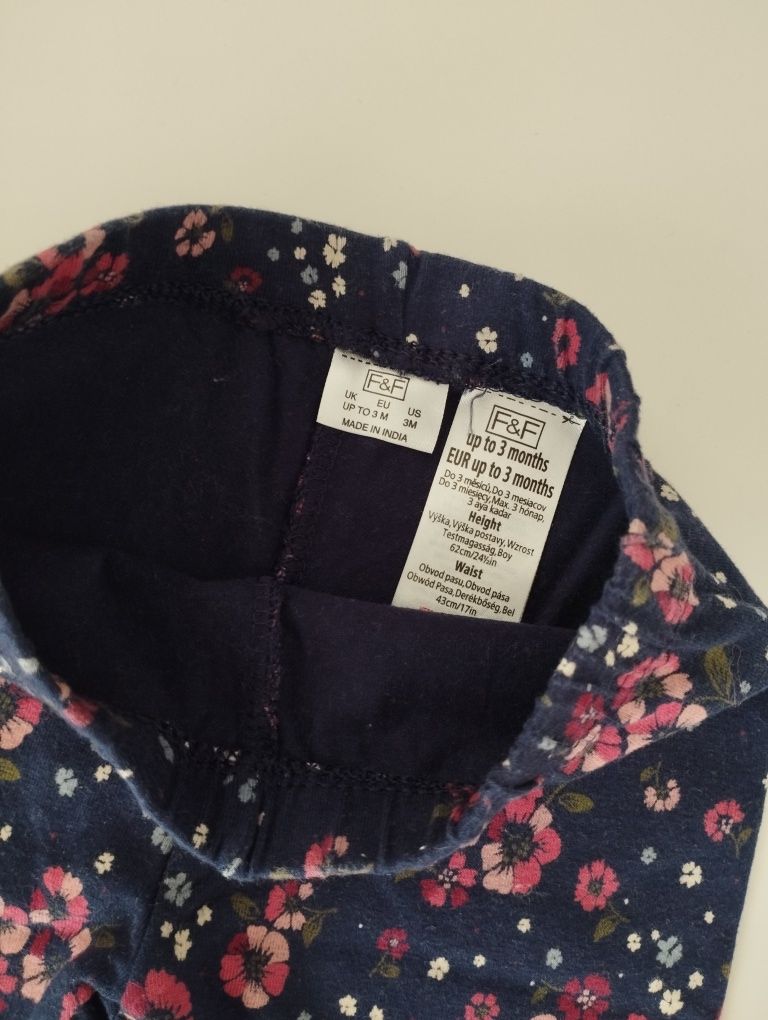 F&F
UK EU US
UP TO 3 M 3M
MADE IN INDIA
F&F
up to 3 months
EUR up to 3 months
Do 3 měsíců, Do 3 mesiacov
Do 3 miesięcy, Max. 3 hónap,
3 aya kadar
Height
Výška, Výška postavy, Wzrost
Testmagasság, Boy
62cm/24½in
Waist
Obvod pasu, Obvod pása
Obwód Pasa, Derékbőség, Bel
43cm/17in